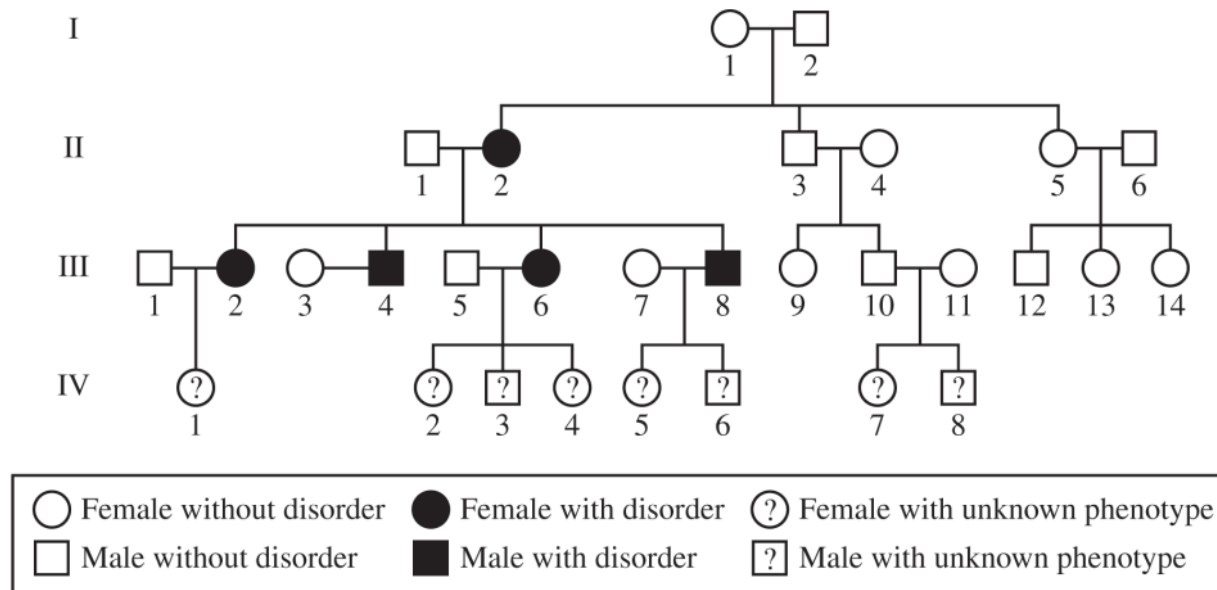 I
1 2
II
1 2 3 4 5 6
III
1 2 3 4 5 6 7 8 9 10 11 12 13 14
IV
? ? ? ? ? ? ? ?
1 2 3 4 5 6 7 8
? Female without disorder Female with disorder ? Female with unknown phenotype
Male without disorder Male with disorder ? Male with unknown phenotype